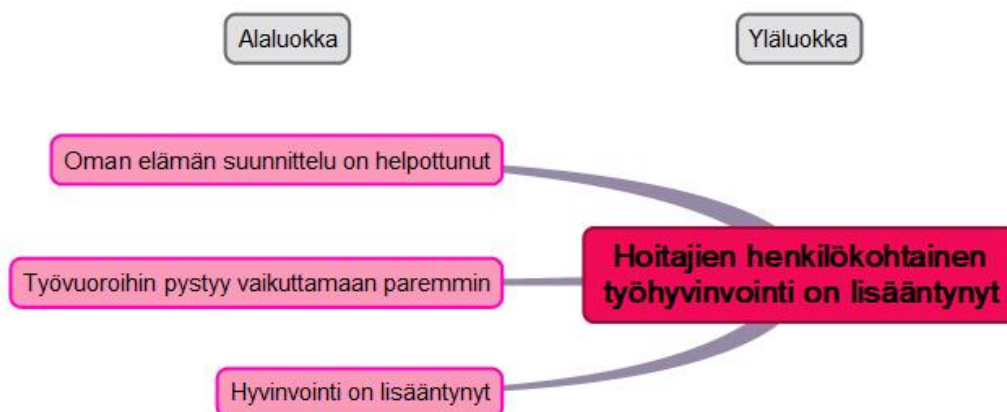 Alaluokka
Yläluokka
Oman elämän suunnittelu on helpottunut
Työvuoroihin pystyy vaikuttamaan paremmin
Hyvinvointi on lisääntynyt
Hoitajien henkilökohtainen
työhyvinvointi on lisääntynyt